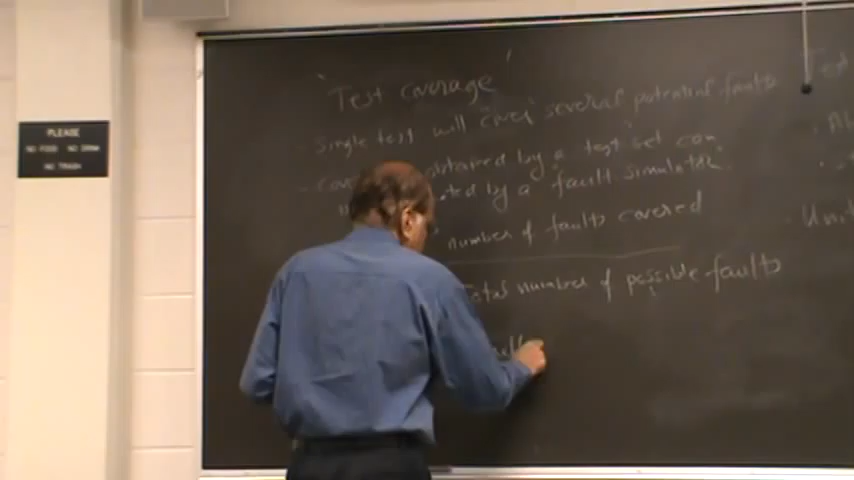 PLEASE
NO FOOD NO DRINK
NO TRASH
"Test coverage"
- single test will "cover" several potential faults
- obtained by a test set can
by a fault simulator.
number of faults covered
Total number of possible faults
Test